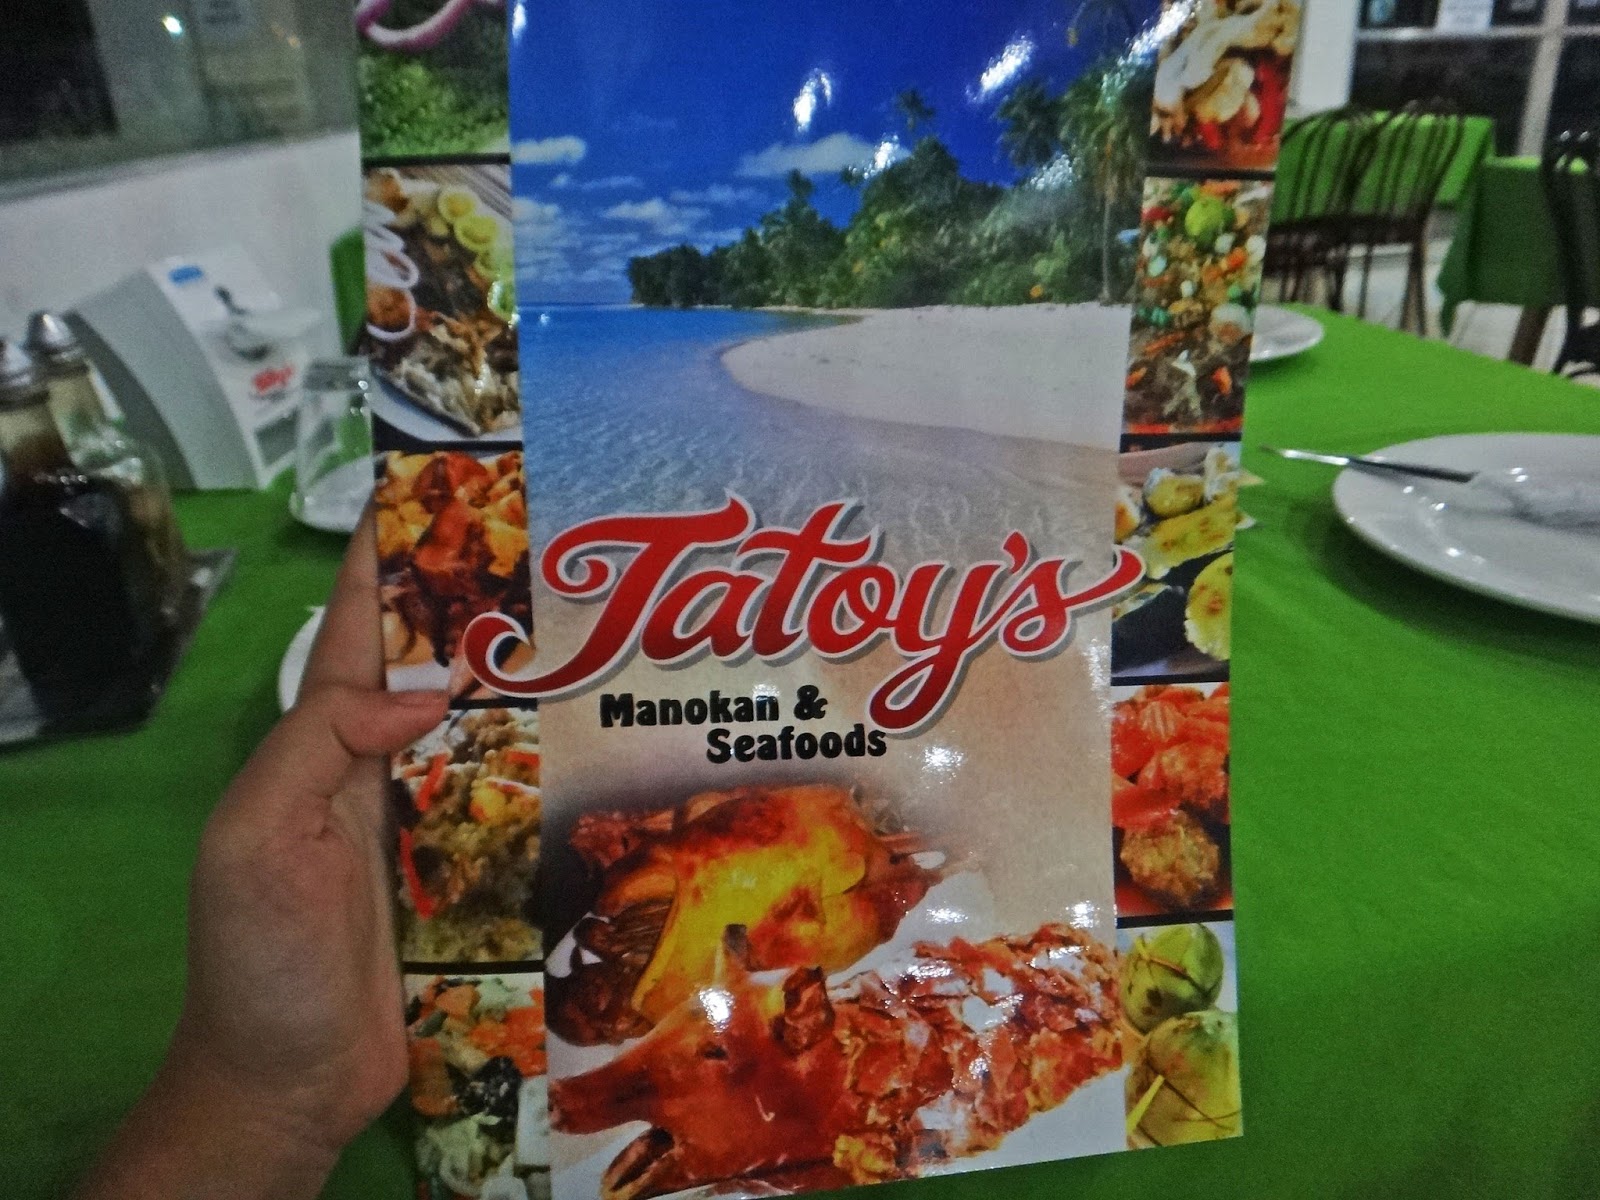 Tatoy's
Manokan &
Seafoods